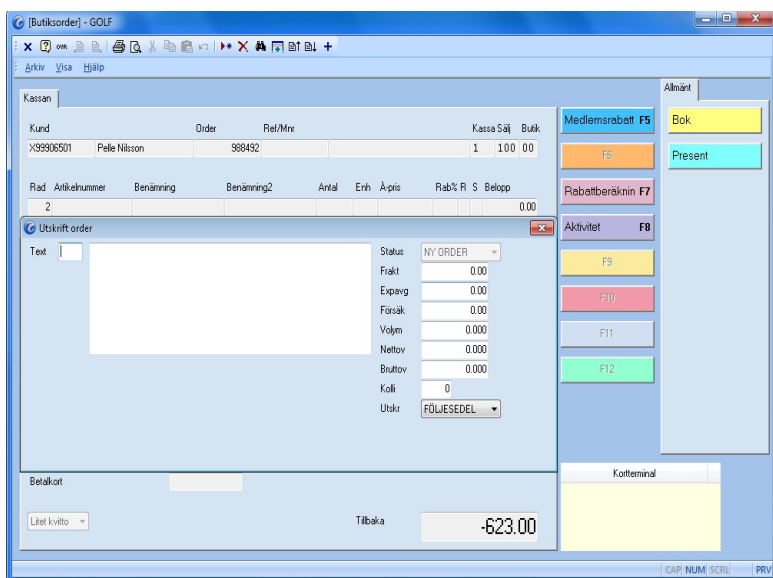 [Butiksorder] - GOLF
OVR
Arkiv Visa Hjälp
Kassan
Allmänt
Kund Order Ref/Mnr Kassa Sälj Butik
X99906501 Pelle Nilsson 988492 1 100 00
Rad Artikelnummer Benämning Benämning2 Antal Enh À-pris Rab% R S Belopp
2 0.00
Medlemsrabatt F5
F6
Rabattberäknin F7
Aktivitet F8
F9
F10
F11
F12
Bok
Present
Utskrift order
Text
Status NY ORDER
Frakt 0.00
Expavg 0.00
Försäk 0.00
Volym 0.000
Nettov 0.000
Bruttov 0.000
Kolli 0
Utskr FÖLJESEDEL
Betalkort
Litet kvitto
Tillbaka -623.00
Kortterminal
CAP NUM SCRL PRV